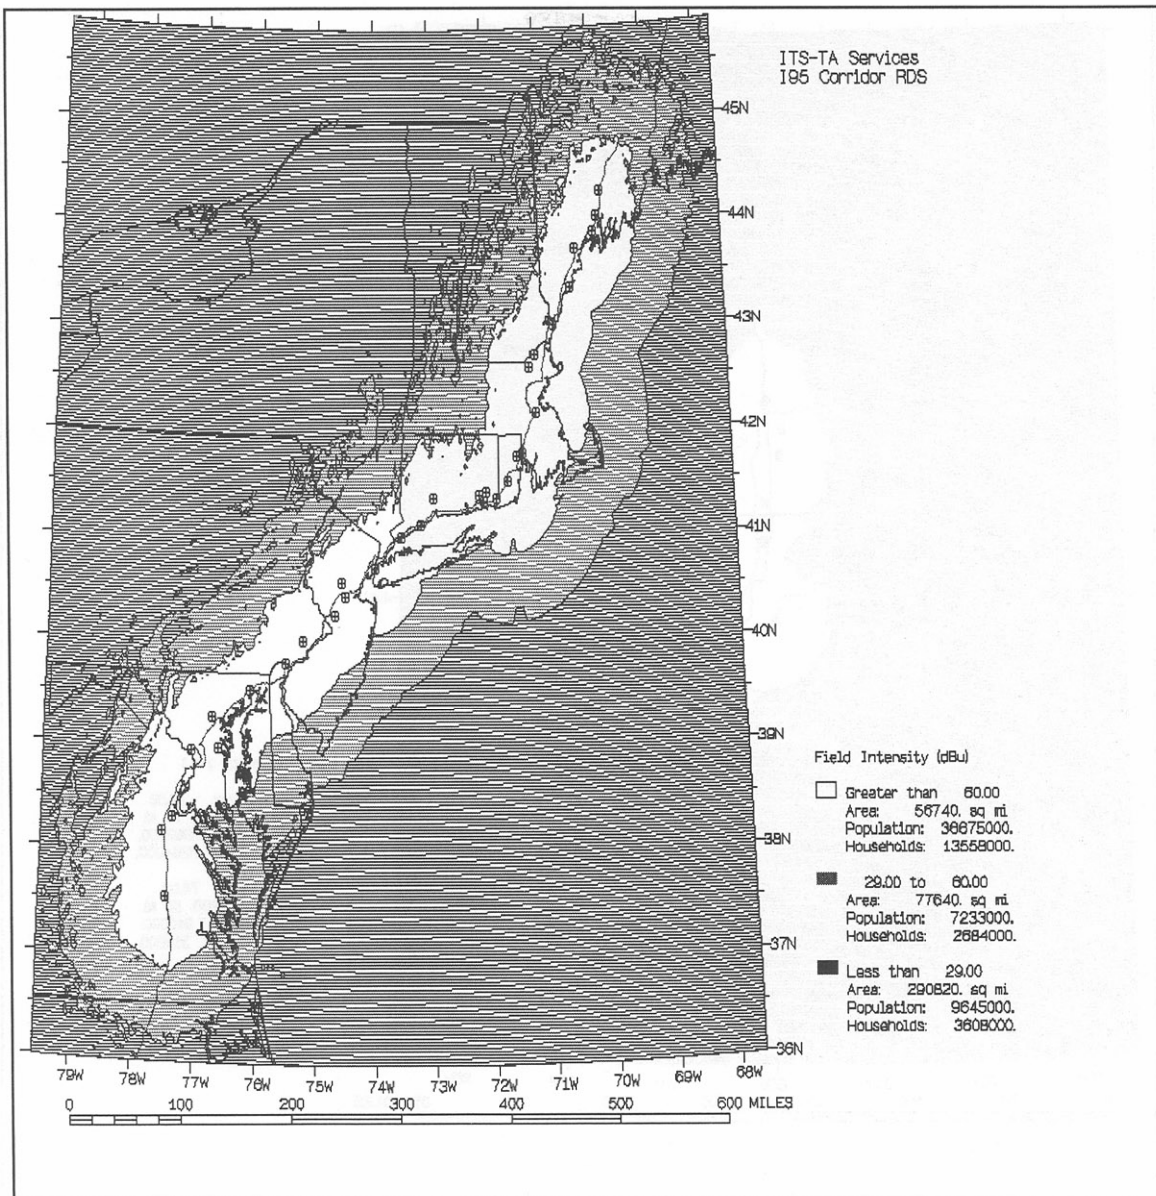 ITS-TA Services
I95 Corridor RDS
45N
44N
43N
42N
41N
40N
39N
38N
37N
36N
Field Intensity (dBu)
Greater than 60.00
Area: 56740. sq mi
Population: 36675000.
Households: 13558000.
29.00 to 60.00
Area: 77640. sq mi
Population: 7233000.
Households: 2684000.
Less than 29.00
Area: 290820. sq mi
Population: 9645000.
Households: 3608000.
79W 78W 77W 76W 75W 74W 73W 72W 71W 70W 69W 68W
0 100 200 300 400 500 600 MILES